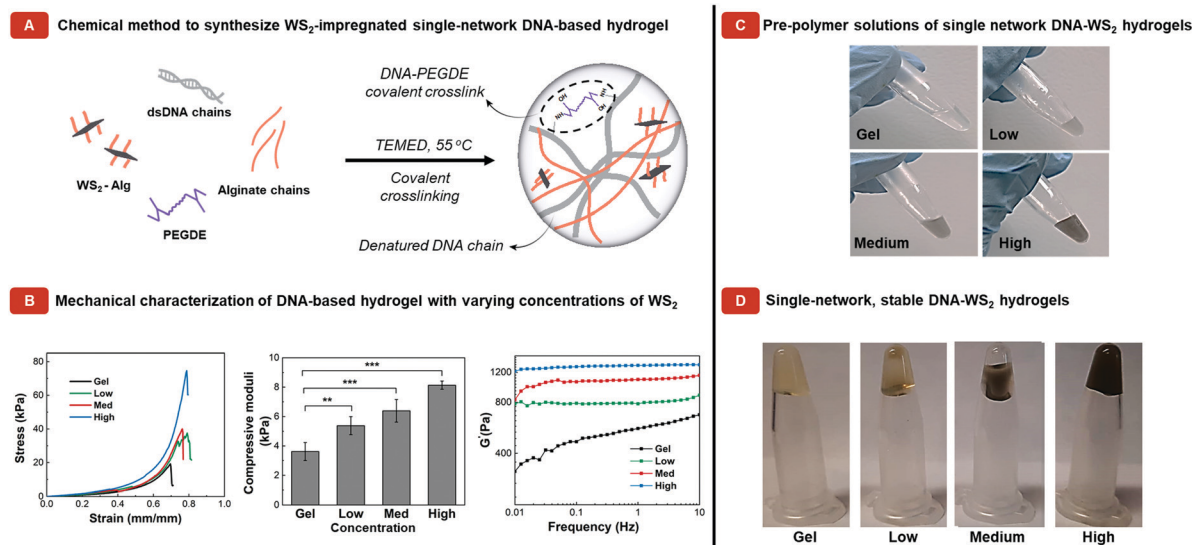 A Chemical method to synthesize WS₂-impregnated single-network DNA-based hydrogel
dsDNA chains
WS₂ - Alg
Alginate chains
PEGDE
TEMED, 55 °C
Covalent
crosslinking
DNA-PEGDE
covalent crosslink
OH
NH
NH
OH
Denatured DNA chain
B Mechanical characterization of DNA-based hydrogel with varying concentrations of WS₂
Stress (kPa)
80
60
40
20
0
0.0 0.2 0.4 0.6 0.8 1.0
Strain (mm/mm)
Gel
Low
Med
High
Compressive moduli
(kPa)
10
8
6
4
2
0
**
***
***
Gel Low Med High
Concentration
G'(Pa)
1200
800
400
0.01 0.1 1 10
Frequency (Hz)
Gel
Low
Med
High
C Pre-polymer solutions of single network DNA-WS₂ hydrogels
Gel
Low
Medium
High
D Single-network, stable DNA-WS₂ hydrogels
Gel Low Medium High